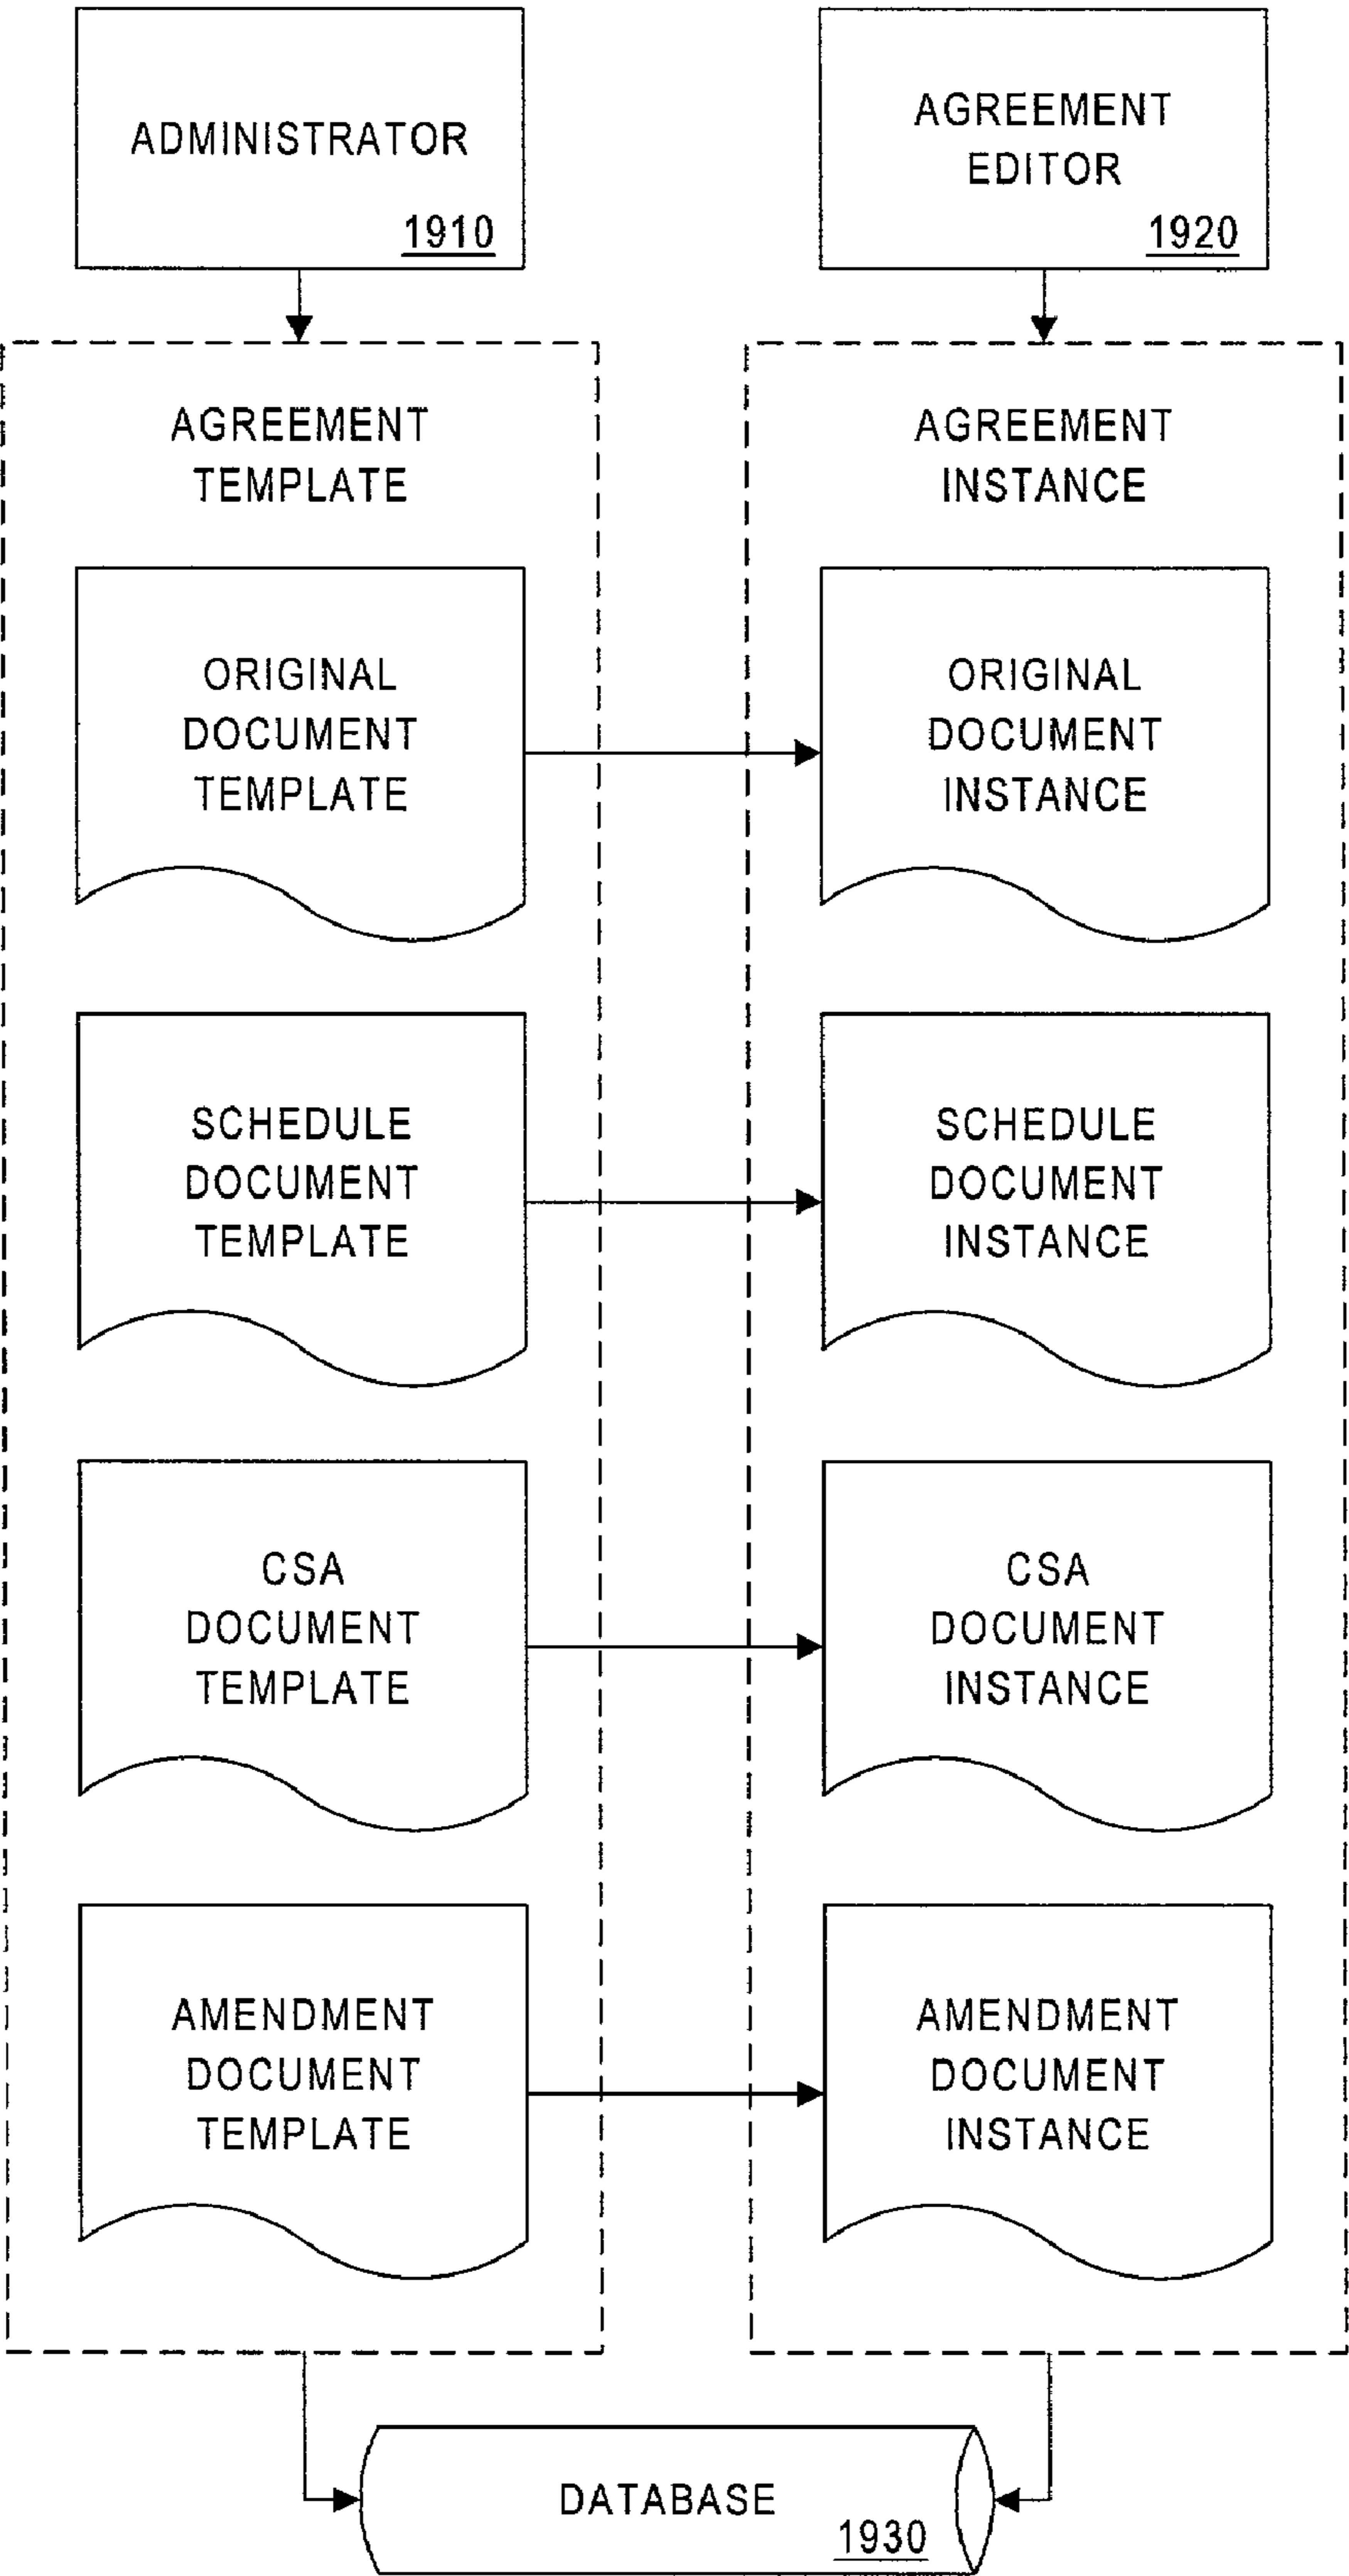 ADMINISTRATOR
1910
AGREEMENT
EDITOR
1920
AGREEMENT
TEMPLATE
ORIGINAL
DOCUMENT
TEMPLATE
SCHEDULE
DOCUMENT
TEMPLATE
CSA
DOCUMENT
TEMPLATE
AMENDMENT
DOCUMENT
TEMPLATE
AGREEMENT
INSTANCE
ORIGINAL
DOCUMENT
INSTANCE
SCHEDULE
DOCUMENT
INSTANCE
CSA
DOCUMENT
INSTANCE
AMENDMENT
DOCUMENT
INSTANCE
DATABASE
1930